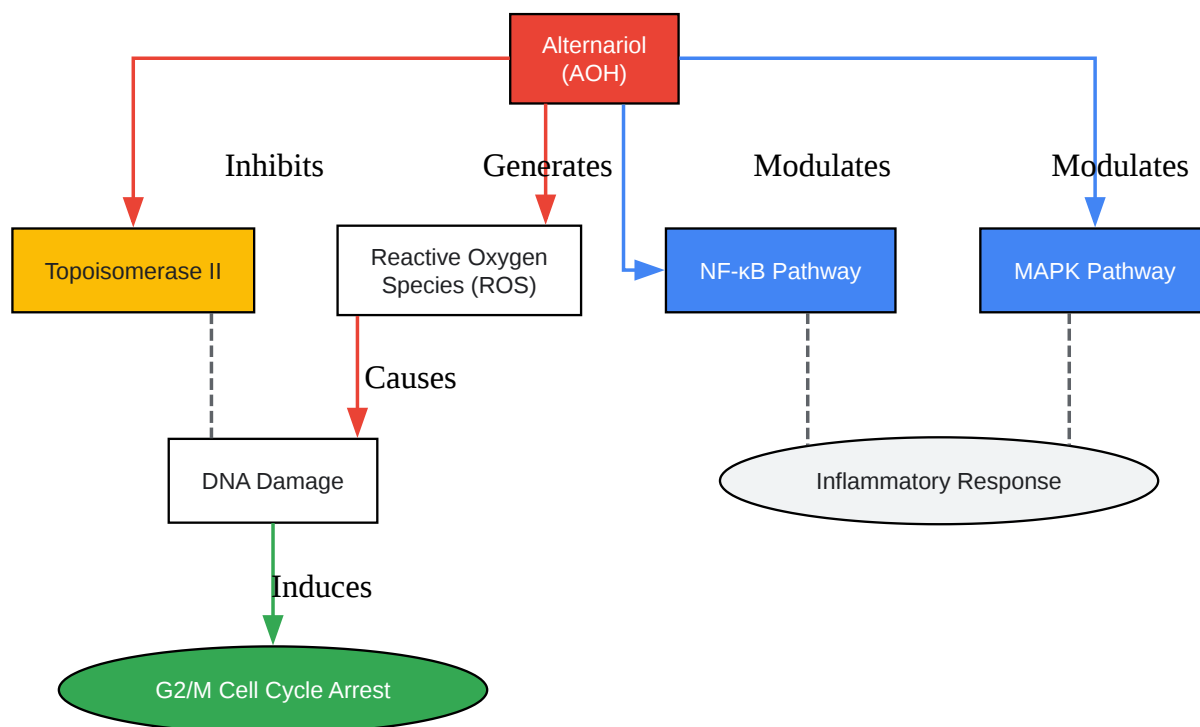 Alternariol
(AOH)
Inhibits
Generates
Modulates
Modulates
Topoisomerase II
Reactive Oxygen
Species (ROS)
NF-κB Pathway
MAPK Pathway
Causes
DNA Damage
Inflammatory Response
Induces
G2/M Cell Cycle Arrest